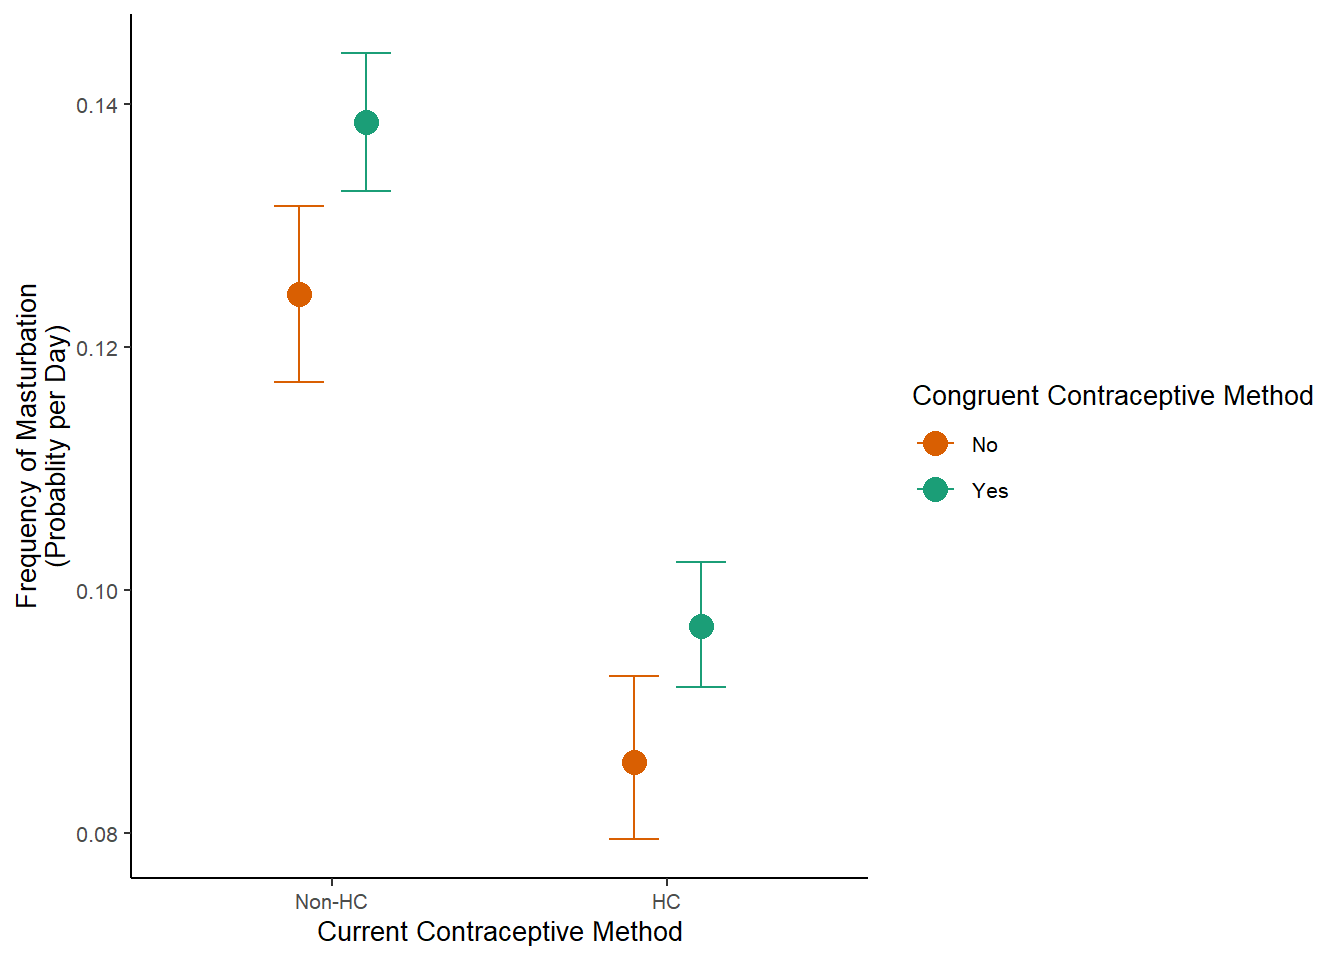 Frequency of Masturbation
(Probablity per Day)
0.14
0.12
0.10
0.08
Non-HC
HC
Current Contraceptive Method
Congruent Contraceptive Method
No
Yes